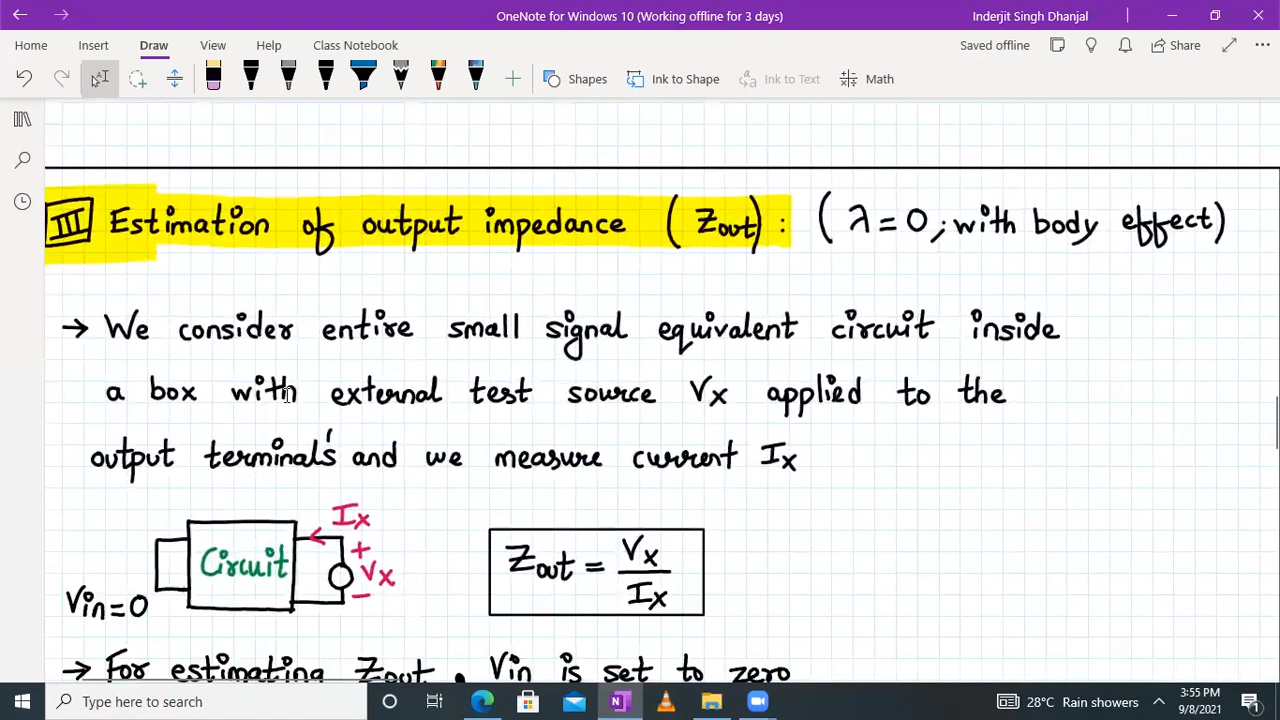 OneNote for Windows 10 (Working offline for 3 days)
Inderjit Singh Dhanjal
Home Insert Draw View Help Class Notebook
Saved offline Share
Shapes Ink to Shape Ink to Text Math
III Estimation of output impedance (Zout): (λ = 0; with body effect)
→ We consider entire small signal equivalent circuit inside
a box with external test source Vx applied to the
output terminals' and we measure current Ix
Ix
Circuit + Vx -
Vin=0
Zout = Vx / Ix
→ For estimating Zout, Vin is set to zero
Type here to search
28°C Rain showers
3:55 PM
9/8/2021
1